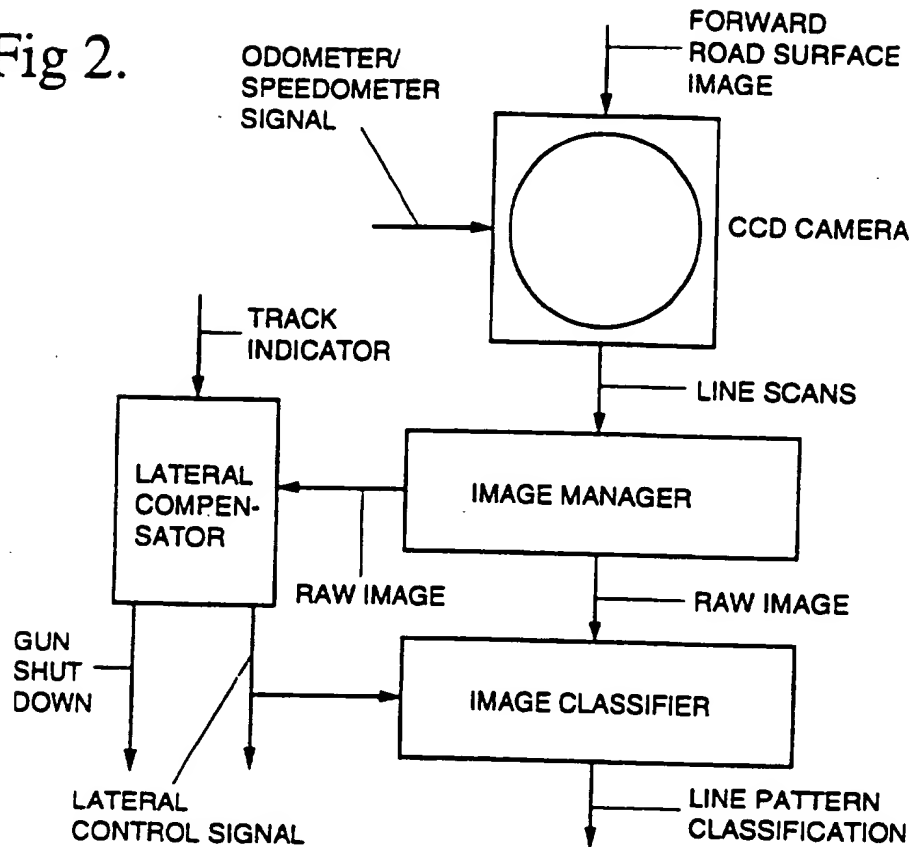 Fig 2.
ODOMETER/
SPEEDOMETER
SIGNAL
FORWARD
ROAD SURFACE
IMAGE
CCD CAMERA
TRACK
INDICATOR
LINE SCANS
LATERAL
COMPEN-
SATOR
IMAGE MANAGER
RAW IMAGE
RAW IMAGE
GUN
SHUT
DOWN
IMAGE CLASSIFIER
LATERAL
CONTROL SIGNAL
LINE PATTERN
CLASSIFICATION